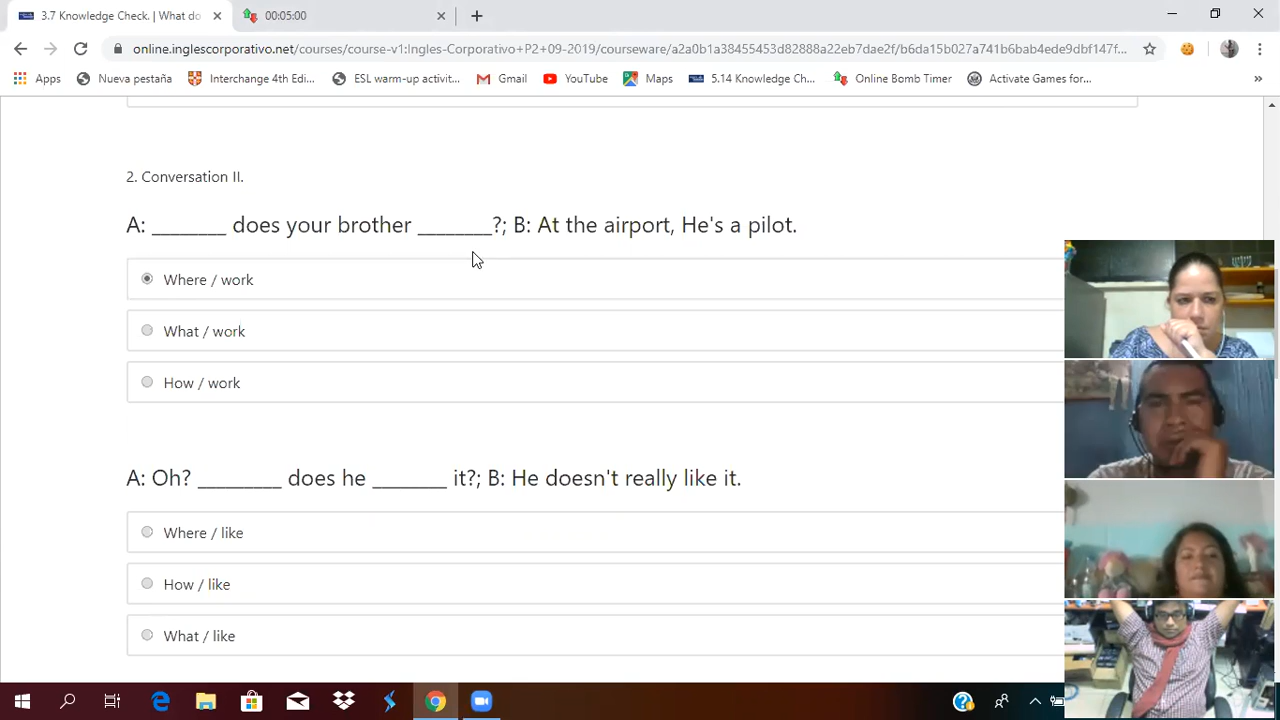 3.7 Knowledge Check. | What do
00:05:00
online.inglescorporativo.net/courses/course-v1:Ingles-Corporativo+P2+09-2019/courseware/a2a0b1a38455453d82888a22eb7dae2f/b6da15b027a741b6bab4ede9dbf147f...
Apps Nueva pestaña Interchange 4th Edi... ESL warm-up activit... Gmail YouTube Maps 5.14 Knowledge Ch... Online Bomb Timer Activate Games for... »
2. Conversation II.
A: ________ does your brother ________?; B: At the airport, He's a pilot.
Where / work
What / work
How / work
A: Oh? _________ does he ________ it?; B: He doesn't really like it.
Where / like
How / like
What / like